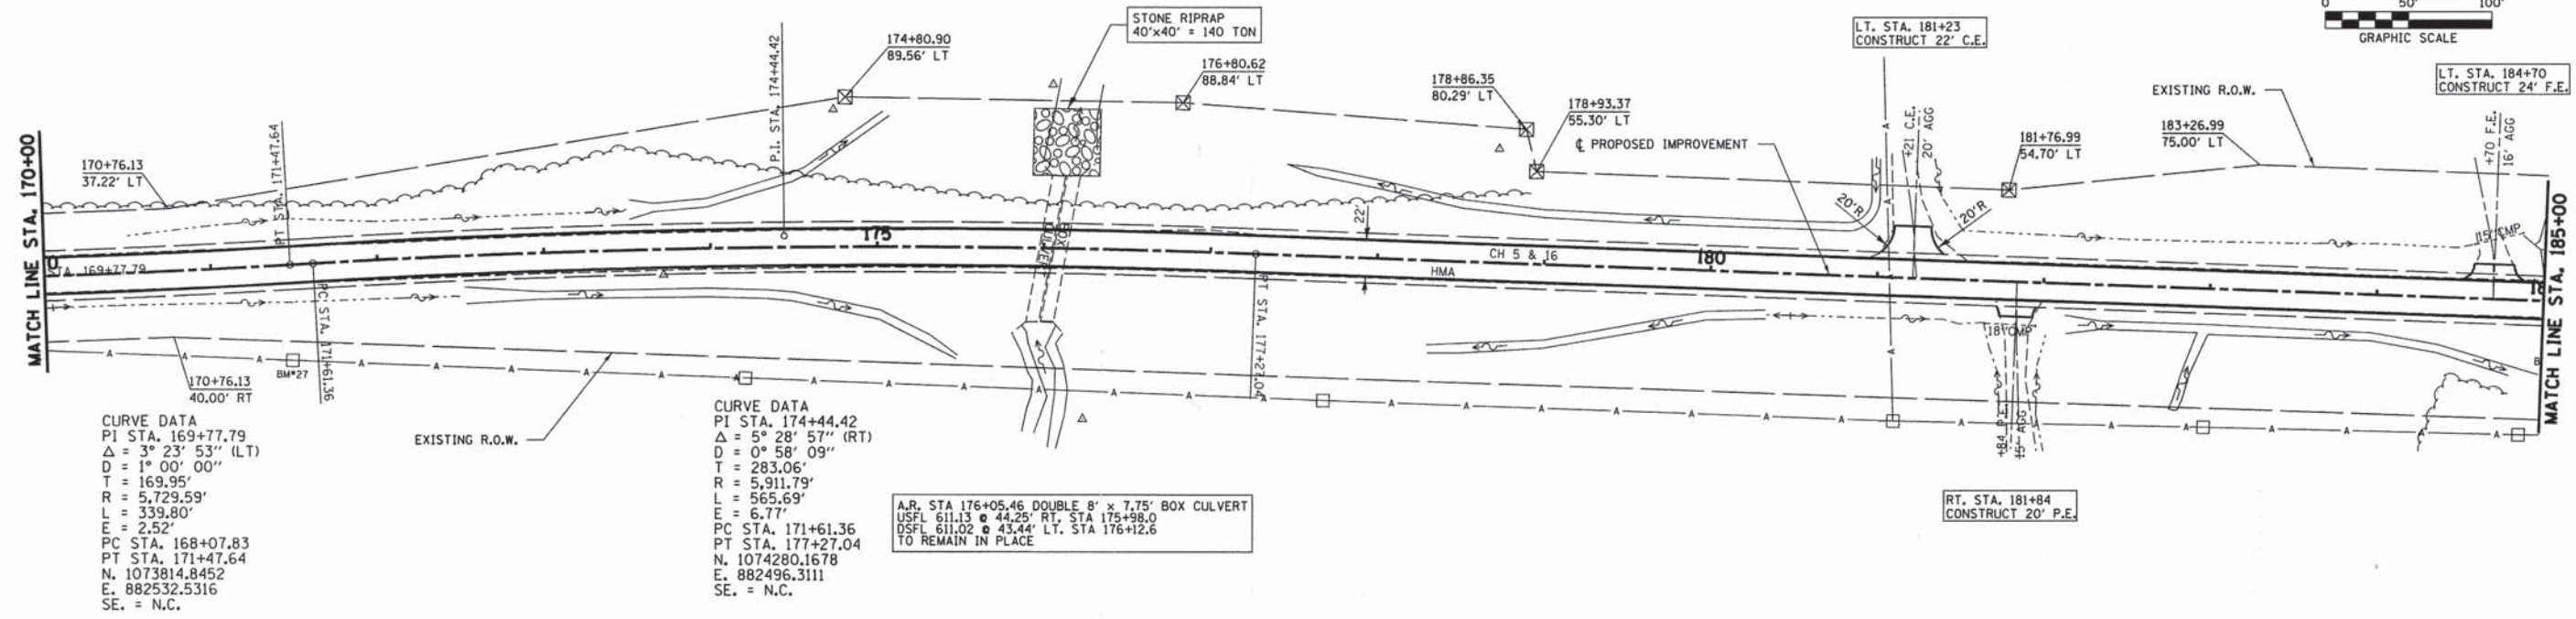 0 50' 100'
GRAPHIC SCALE
STONE RIPRAP
40'x40' = 140 TON
LT. STA. 181+23
CONSTRUCT 22' C.E.
LT. STA. 184+70
CONSTRUCT 24' F.E.
174+80.90
89.56' LT
176+80.62
88.84' LT
178+86.35
80.29' LT
178+93.37
55.30' LT
℄ PROPOSED IMPROVEMENT
EXISTING R.O.W.
183+26.99
75.00' LT
181+76.99
54.70' LT
170+76.13
37.22' LT
MATCH LINE STA. 170+00
PT STA. 171+47.64
P.I. STA. 174+44.42
+21 C.E.
20' AGG
20'R
20'R
+70 F.E.
16' AGG
15" CMP
22'
175
180
18
0
STA. 169+77.79
BOX
CULVERT
CH 5 & 16
HMA
PC STA. 171+61.36
PT STA. 177+27.04
18" CMP
+84 P.E.
15' AGG
MATCH LINE STA. 185+00
BM#27
B
A A A A A A A A A A A A
170+76.13
40.00' RT
EXISTING R.O.W.
CURVE DATA
PI STA. 169+77.79
Δ = 3° 23' 53" (LT)
D = 1° 00' 00"
T = 169.95'
R = 5,729.59'
L = 339.80'
E = 2.52'
PC STA. 168+07.83
PT STA. 171+47.64
N. 1073814.8452
E. 882532.5316
SE. = N.C.
CURVE DATA
PI STA. 174+44.42
Δ = 5° 28' 57" (RT)
D = 0° 58' 09"
T = 283.06'
R = 5,911.79'
L = 565.69'
E = 6.77'
PC STA. 171+61.36
PT STA. 177+27.04
N. 1074280.1678
E. 882496.3111
SE. = N.C.
A.R. STA 176+05.46 DOUBLE 8' x 7.75' BOX CULVERT
USFL 611.13 @ 44.25' RT. STA 175+98.0
DSFL 611.02 @ 43.44' LT. STA 176+12.6
TO REMAIN IN PLACE
RT. STA. 181+84
CONSTRUCT 20' P.E.